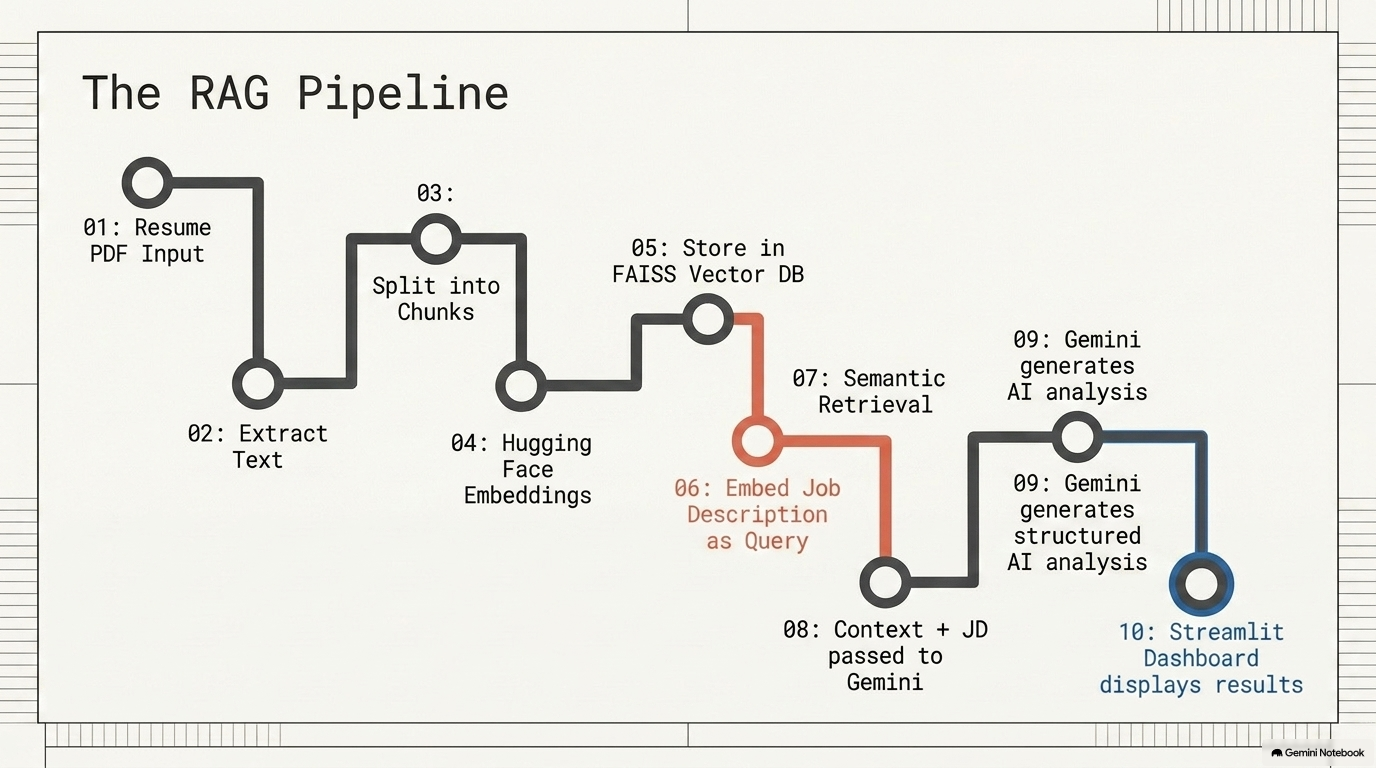 The RAG Pipeline
01: Resume
PDF Input
02: Extract
Text
03:
Split into
Chunks
04: Hugging
Face
Embeddings
05: Store in
FAISS Vector DB
06: Embed Job
Description
as Query
07: Semantic
Retrieval
08: Context + JD
passed to
Gemini
09: Gemini
generates
AI analysis
09: Gemini
generates
structured
AI analysis
10: Streamlit
Dashboard
displays results
Gemini Notebook